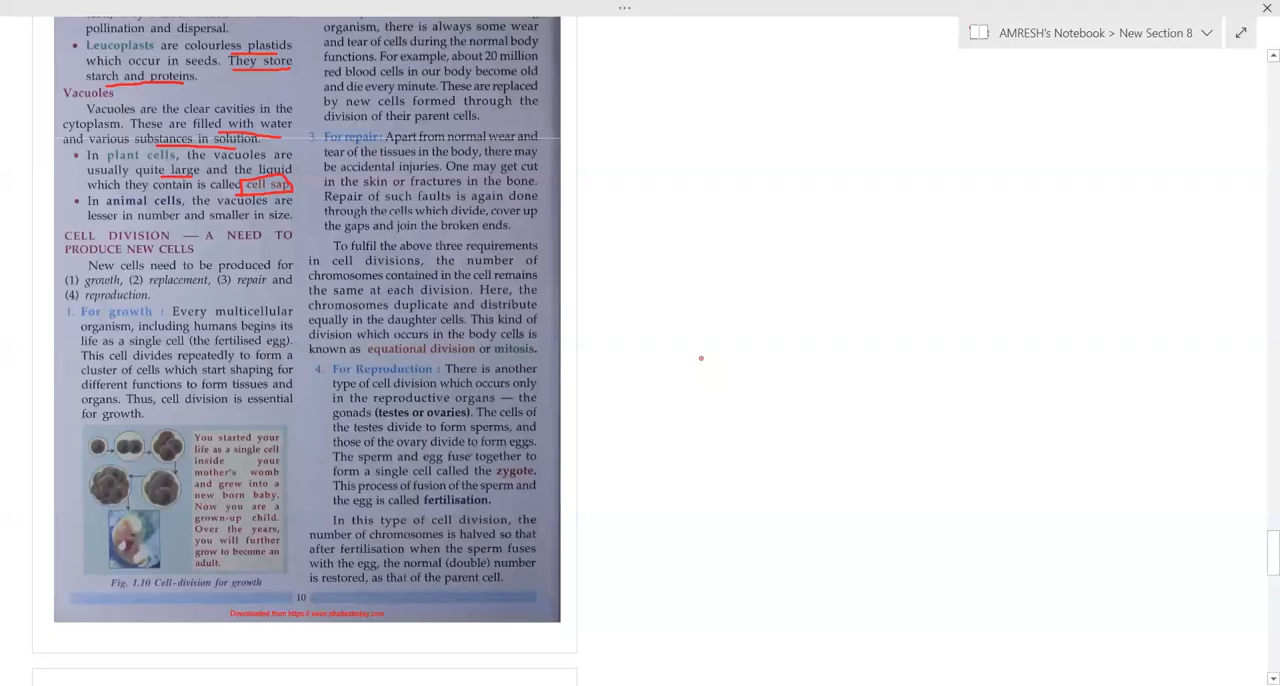 AMRESH's Notebook > New Section 8
pollination and dispersal.
• Leucoplasts are colourless plastids
which occur in seeds. They store
starch and proteins.
Vacuoles
Vacuoles are the clear cavities in the
cytoplasm. These are filled with water
and various substances in solution.
• In plant cells, the vacuoles are
usually quite large and the liquid
which they contain is called cell sap
• In animal cells, the vacuoles are
lesser in number and smaller in size.
CELL DIVISION — A NEED TO
PRODUCE NEW CELLS
New cells need to be produced for
(1) growth, (2) replacement, (3) repair and
(4) reproduction.
1. For growth : Every multicellular
organism, including humans begins its
life as a single cell (the fertilised egg).
This cell divides repeatedly to form a
cluster of cells which start shaping for
different functions to form tissues and
organs. Thus, cell division is essential
for growth.
You started your
life as a single cell
inside your
mother's womb
and grew into a
new born baby.
Now you are a
grown-up child.
Over the years,
you will further
grow to become an
adult.
Fig. 1.10 Cell-division for growth
organism, there is always some wear
and tear of cells during the normal body
functions. For example, about 20 million
red blood cells in our body become old
and die every minute. These are replaced
by new cells formed through the
division of their parent cells.
3. For repair : Apart from normal wear and
tear of the tissues in the body, there may
be accidental injuries. One may get cut
in the skin or fractures in the bone.
Repair of such faults is again done
through the cells which divide, cover up
the gaps and join the broken ends.
To fulfil the above three requirements
in cell divisions, the number of
chromosomes contained in the cell remains
the same at each division. Here, the
chromosomes duplicate and distribute
equally in the daughter cells. This kind of
division which occurs in the body cells is
known as equational division or mitosis.
4. For Reproduction : There is another
type of cell division which occurs only
in the reproductive organs — the
gonads (testes or ovaries). The cells of
the testes divide to form sperms, and
those of the ovary divide to form eggs.
The sperm and egg fuse together to
form a single cell called the zygote.
This process of fusion of the sperm and
the egg is called fertilisation.
In this type of cell division, the
number of chromosomes is halved so that
after fertilisation when the sperm fuses
with the egg, the normal (double) number
is restored, as that of the parent cell.
10
Downloaded from https:// www.studiestoday.com